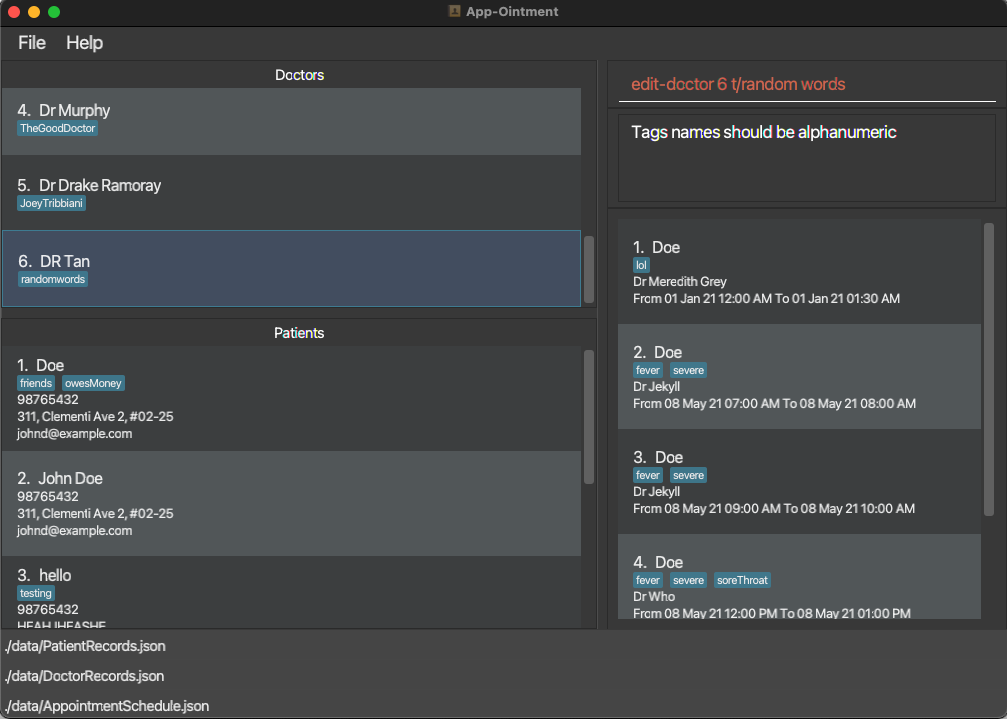 App-Ointment
File Help
Doctors
4. Dr Murphy
TheGoodDoctor
5. Dr Drake Ramoray
JoeyTribbiani
6. DR Tan
randomwords
Patients
1. Doe
friends owesMoney
98765432
311, Clementi Ave 2, #02-25
johnd@example.com
2. John Doe
98765432
311, Clementi Ave 2, #02-25
johnd@example.com
3. hello
testing
98765432
edit-doctor 6 t/random words
Tags names should be alphanumeric
1. Doe
lol
Dr Meredith Grey
From 01 Jan 21 12:00 AM To 01 Jan 21 01:30 AM
2. Doe
fever severe
Dr Jekyll
From 08 May 21 07:00 AM To 08 May 21 08:00 AM
3. Doe
fever severe
Dr Jekyll
From 08 May 21 09:00 AM To 08 May 21 10:00 AM
4. Doe
fever severe soreThroat
Dr Who
From 08 May 21 12:00 PM To 08 May 21 01:00 PM
./data/PatientRecords.json
./data/DoctorRecords.json
./data/AppointmentSchedule.json